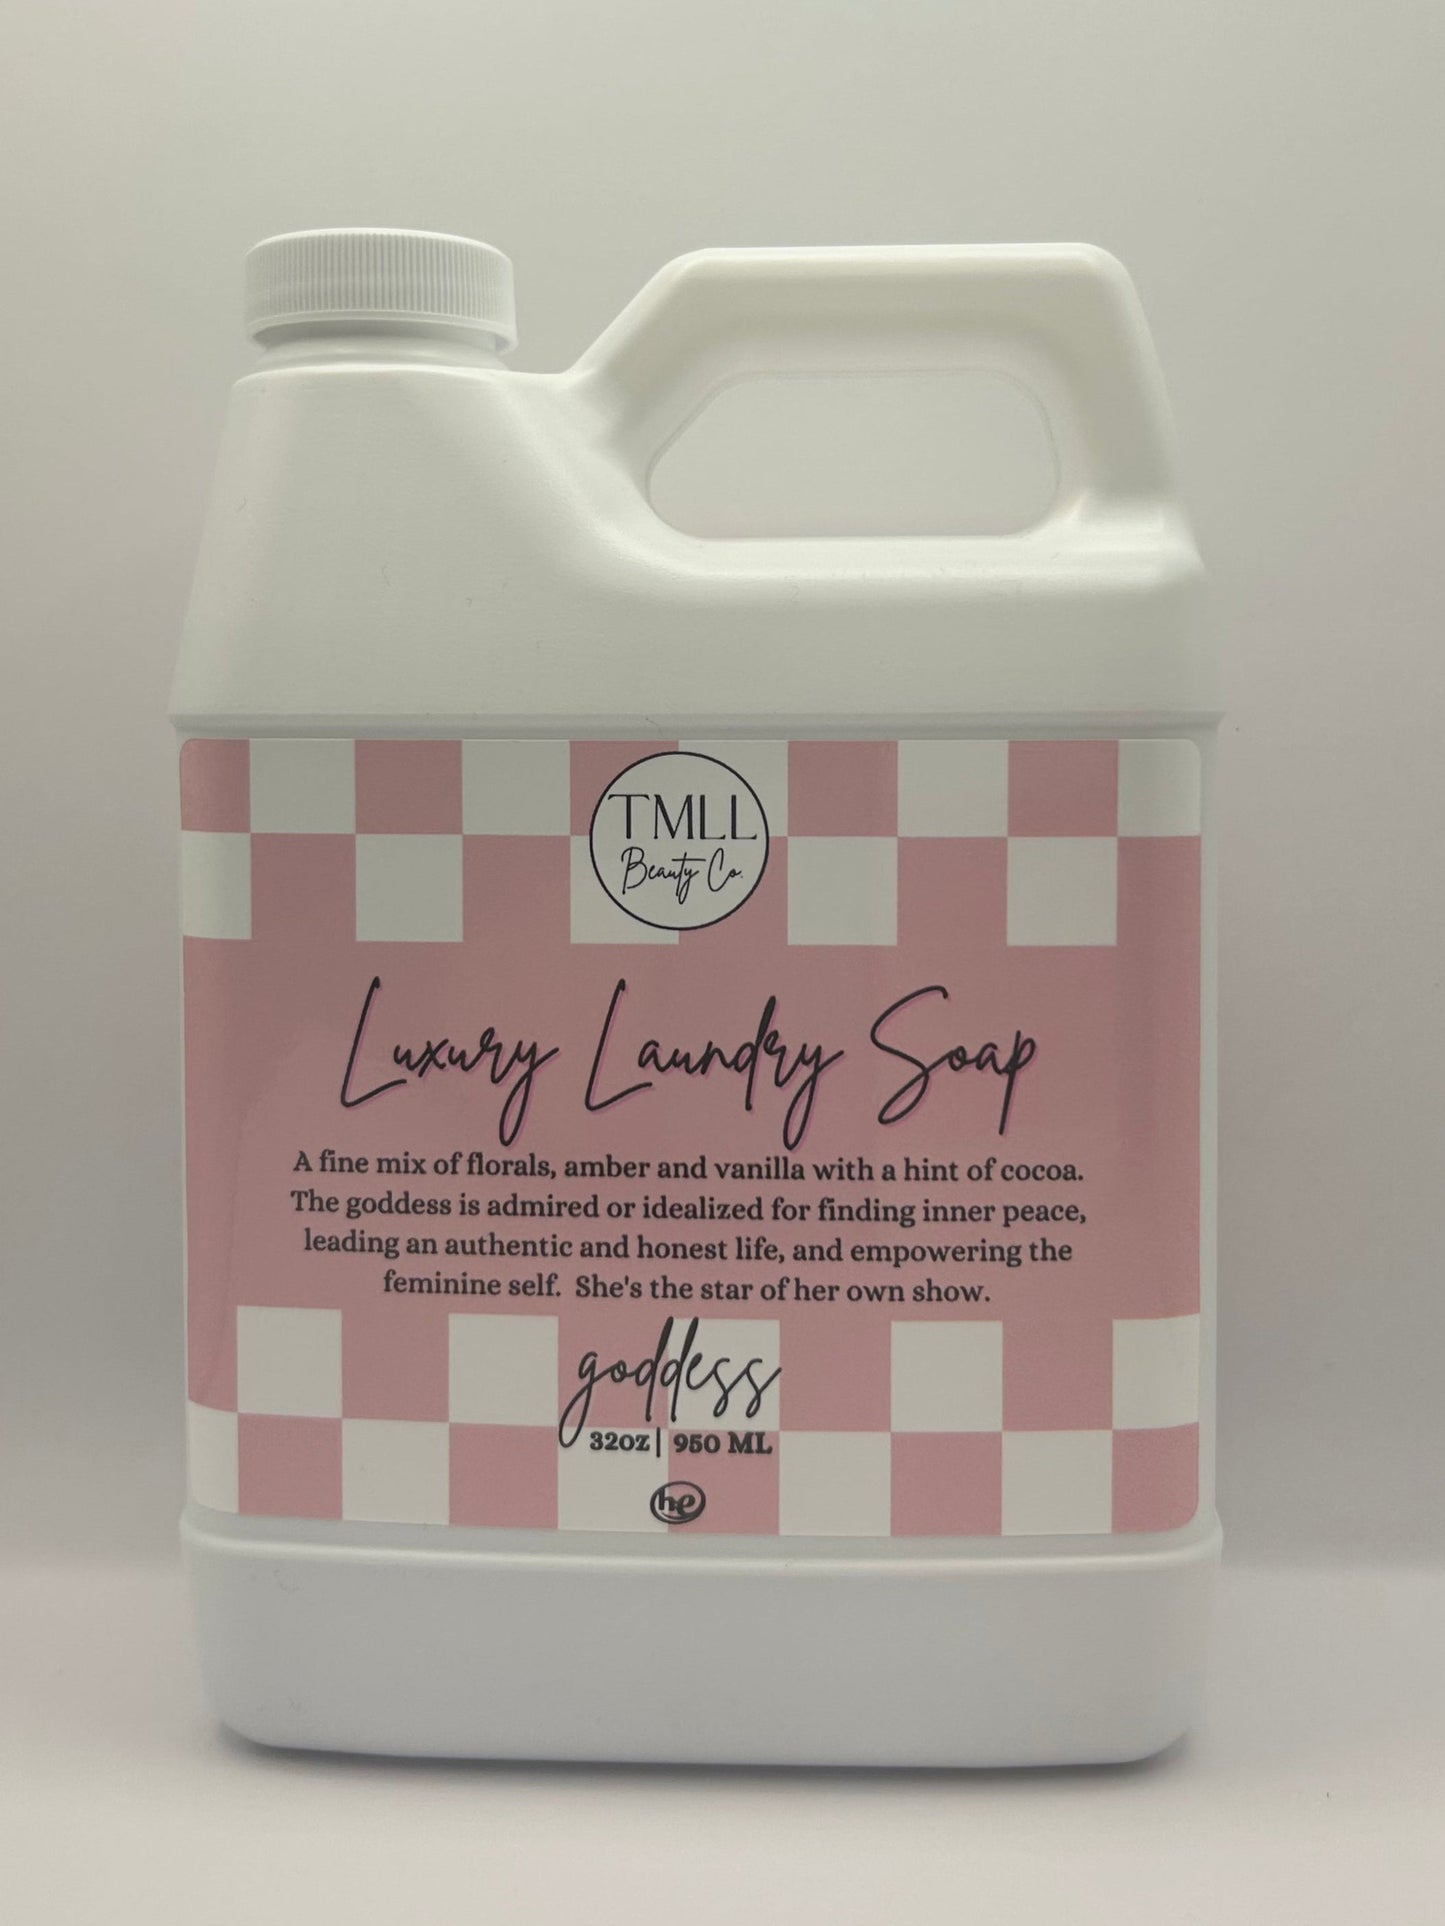 TMLL
Beauty Co.
Luxury Laundry Soap
A fine mix of florals, amber and vanilla with a hint of cocoa.
The goddess is admired or idealized for finding inner peace,
leading an authentic and honest life, and empowering the
feminine self. She's the star of her own show.
goddess
32oz| 950 ML
he